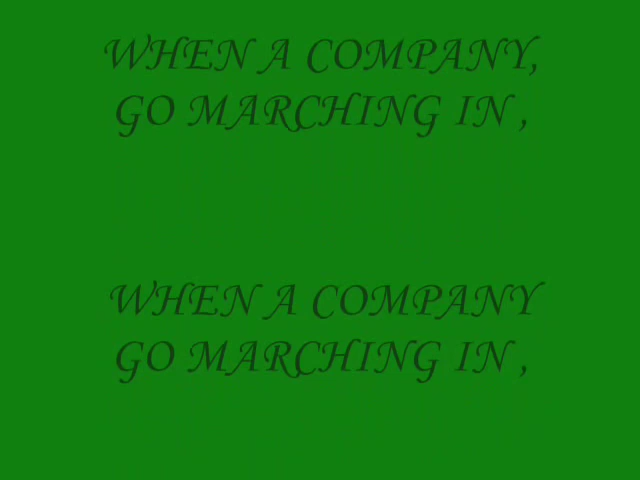 WHEN A COMPANY,
GO MARCHING IN ,
WHEN A COMPANY
GO MARCHING IN ,